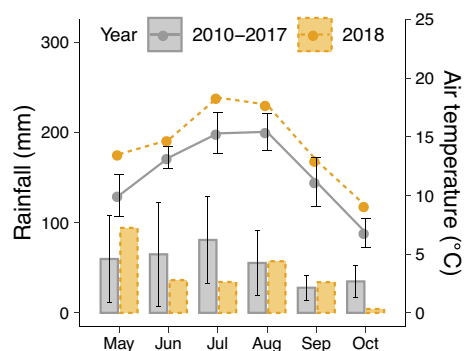 Year 2010–2017 2018
Rainfall (mm)
300
200
100
0
Air temperature (°C)
25
20
15
10
5
0
May Jun Jul Aug Sep Oct